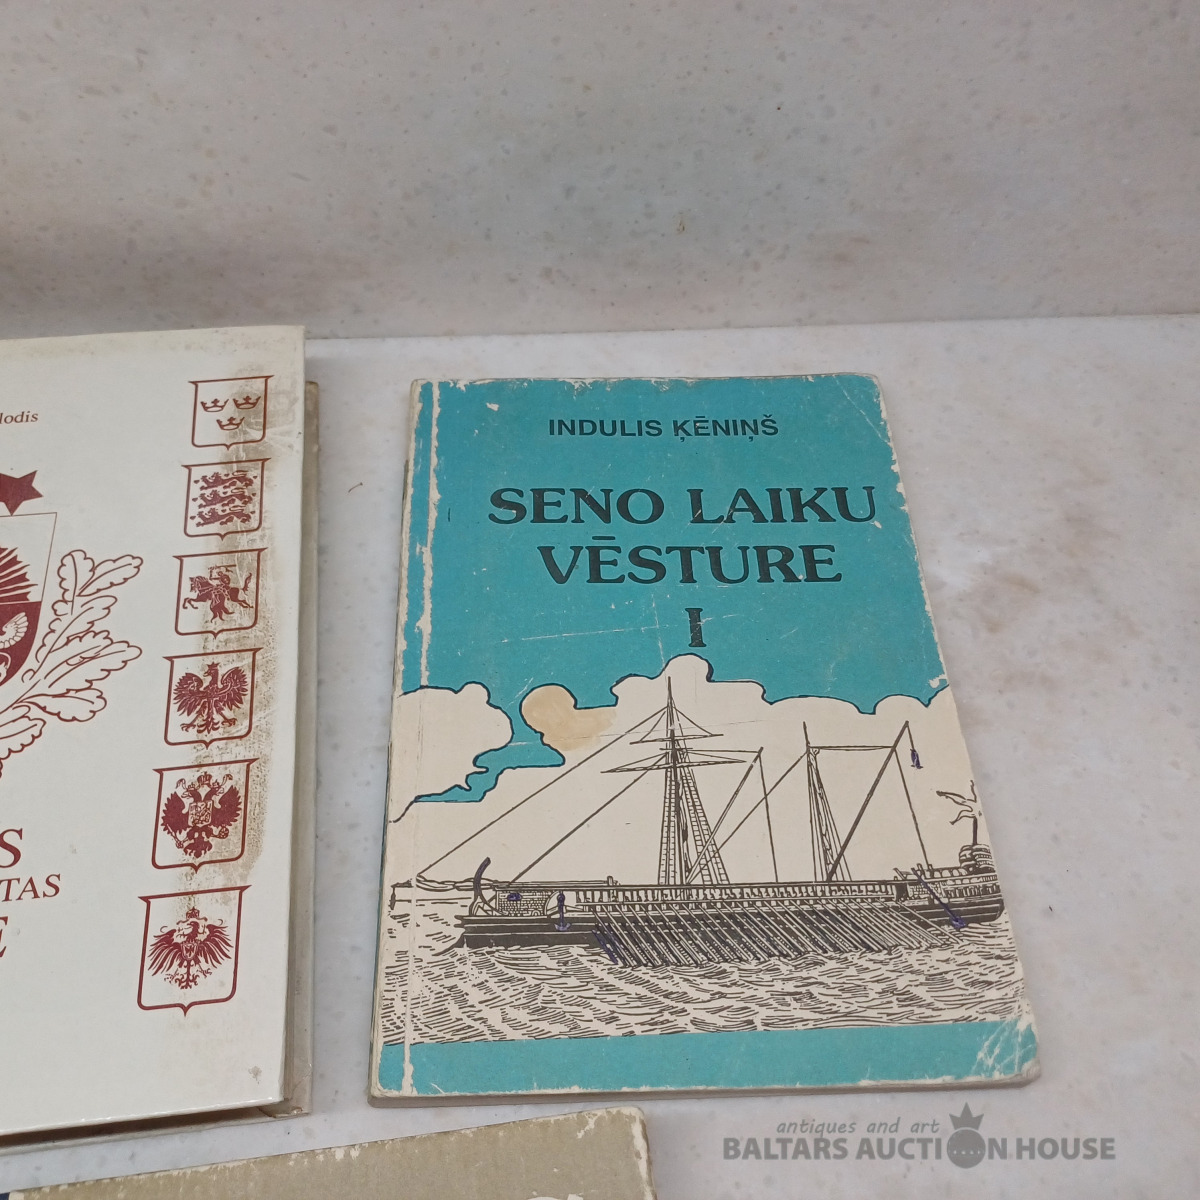 lodis
S
TAS
E
INDULIS ĶĒNIŅŠ
SENO LAIKU
VĒSTURE
I
antiques and art
BALTARS AUCTION HOUSE